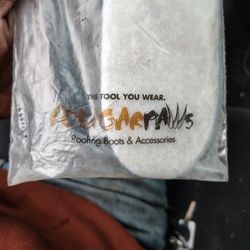 THE TOOL YOU WEAR.
COUGARPAWS
Roofing Boots & Accessories